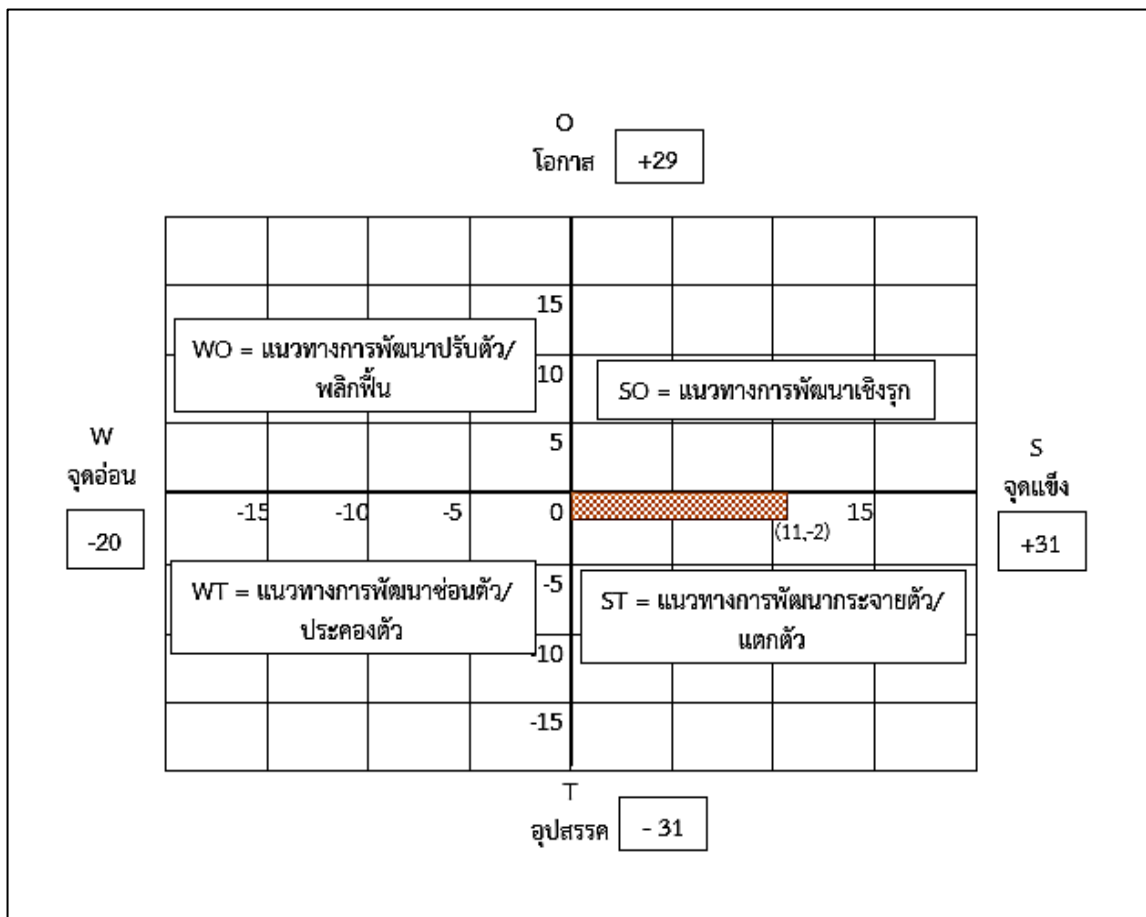 O
โอกาส
+29
15
WO = แนวทางการพัฒนาปรับตัว/
พลิกฟื้น
10
SO = แนวทางการพัฒนาเชิงรุก
5
W
จุดอ่อน
-20
S
จุดแข็ง
+31
-15
-10
-5
0
15
(11,-2)
WT = แนวทางการพัฒนาซ่อนตัว/
ประคองตัว
-5
ST = แนวทางการพัฒนากระจายตัว/
แตกตัว
-10
-15
T
อุปสรรค
- 31